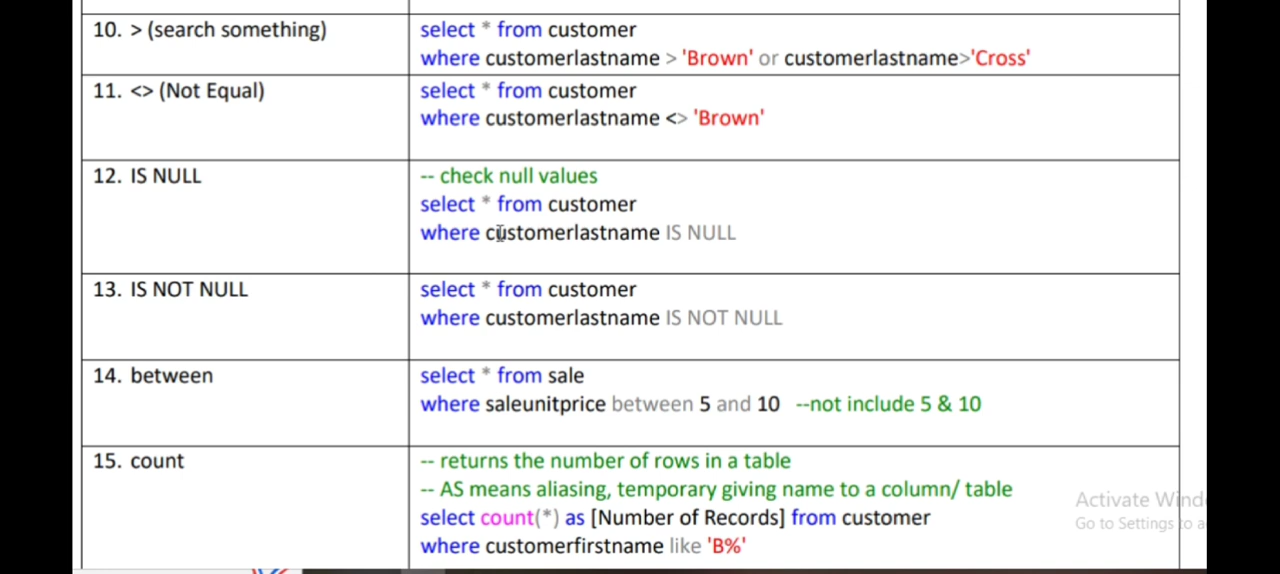 10. > (search something)
select * from customer
where customerlastname > 'Brown' or customerlastname>'Cross'
11. <> (Not Equal)
select * from customer
where customerlastname <> 'Brown'
12. IS NULL
-- check null values
select * from customer
where customerlastname IS NULL
13. IS NOT NULL
select * from customer
where customerlastname IS NOT NULL
14. between
select * from sale
where saleunitprice between 5 and 10 --not include 5 & 10
15. count
-- returns the number of rows in a table
-- AS means aliasing, temporary giving name to a column/ table
select count(*) as [Number of Records] from customer
where customerfirstname like 'B%'
Activate Wind
Go to Settings to a